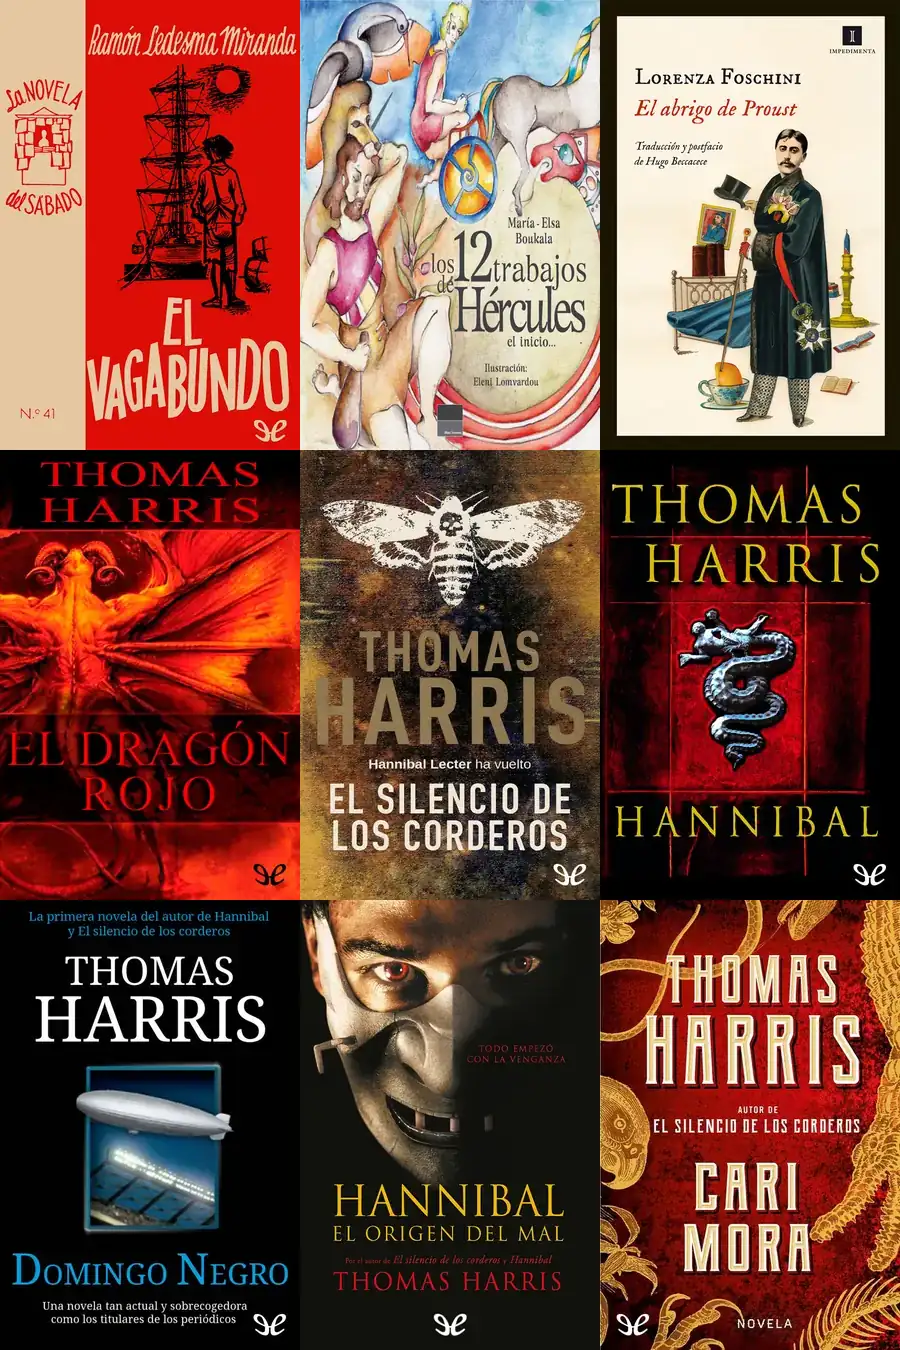 La NOVELA
del SÁBADO
N.º 41
Ramón Ledesma Miranda
EL
VAGABUNDO
María-Elsa
Boukala
los 12 trabajos
de
Hércules
el inicio...
Ilustración:
Eleni Lomvardou
IMPEDIMENTA
Lorenza Foschini
El abrigo de Proust
Traducción y postfacio
de Hugo Beccacece
THOMAS
HARRIS
EL DRAGÓN
ROJO
THOMAS
HARRIS
Hannibal Lecter ha vuelto
EL SILENCIO DE
LOS CORDEROS
THOMAS
HARRIS
HANNIBAL
La primera novela del autor de Hannibal
y El silencio de los corderos
THOMAS
HARRIS
Domingo Negro
Una novela tan actual y sobrecogedora
como los titulares de los periódicos
TODO EMPEZÓ
CON LA VENGANZA
HANNIBAL
EL ORIGEN DEL MAL
Por el autor de El silencio de los corderos y Hannibal
THOMAS HARRIS
THOMAS
HARRIS
AUTOR DE
EL SILENCIO DE LOS CORDEROS
CARI
MORA
NOVELA